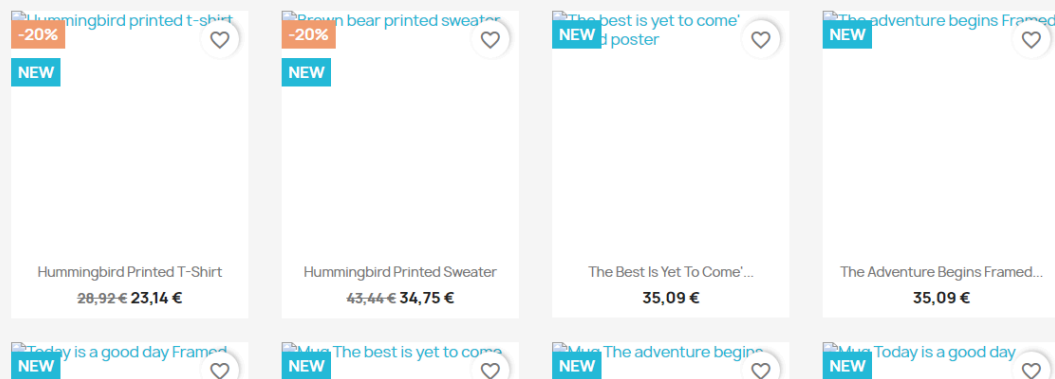 Hummingbird printed t-shirt
-20%
NEW
Hummingbird Printed T-Shirt
28,92 € 23,14 €
Brown bear printed sweater
-20%
NEW
Hummingbird Printed Sweater
43,44 € 34,75 €
The best is yet to come'
NEW
poster
The Best Is Yet To Come'...
35,09 €
The adventure begins Framed
NEW
The Adventure Begins Framed...
35,09 €
Today is a good day Framed
NEW
Mug The best is yet to come
NEW
Mug The adventure begins
NEW
Mug Today is a good day
NEW